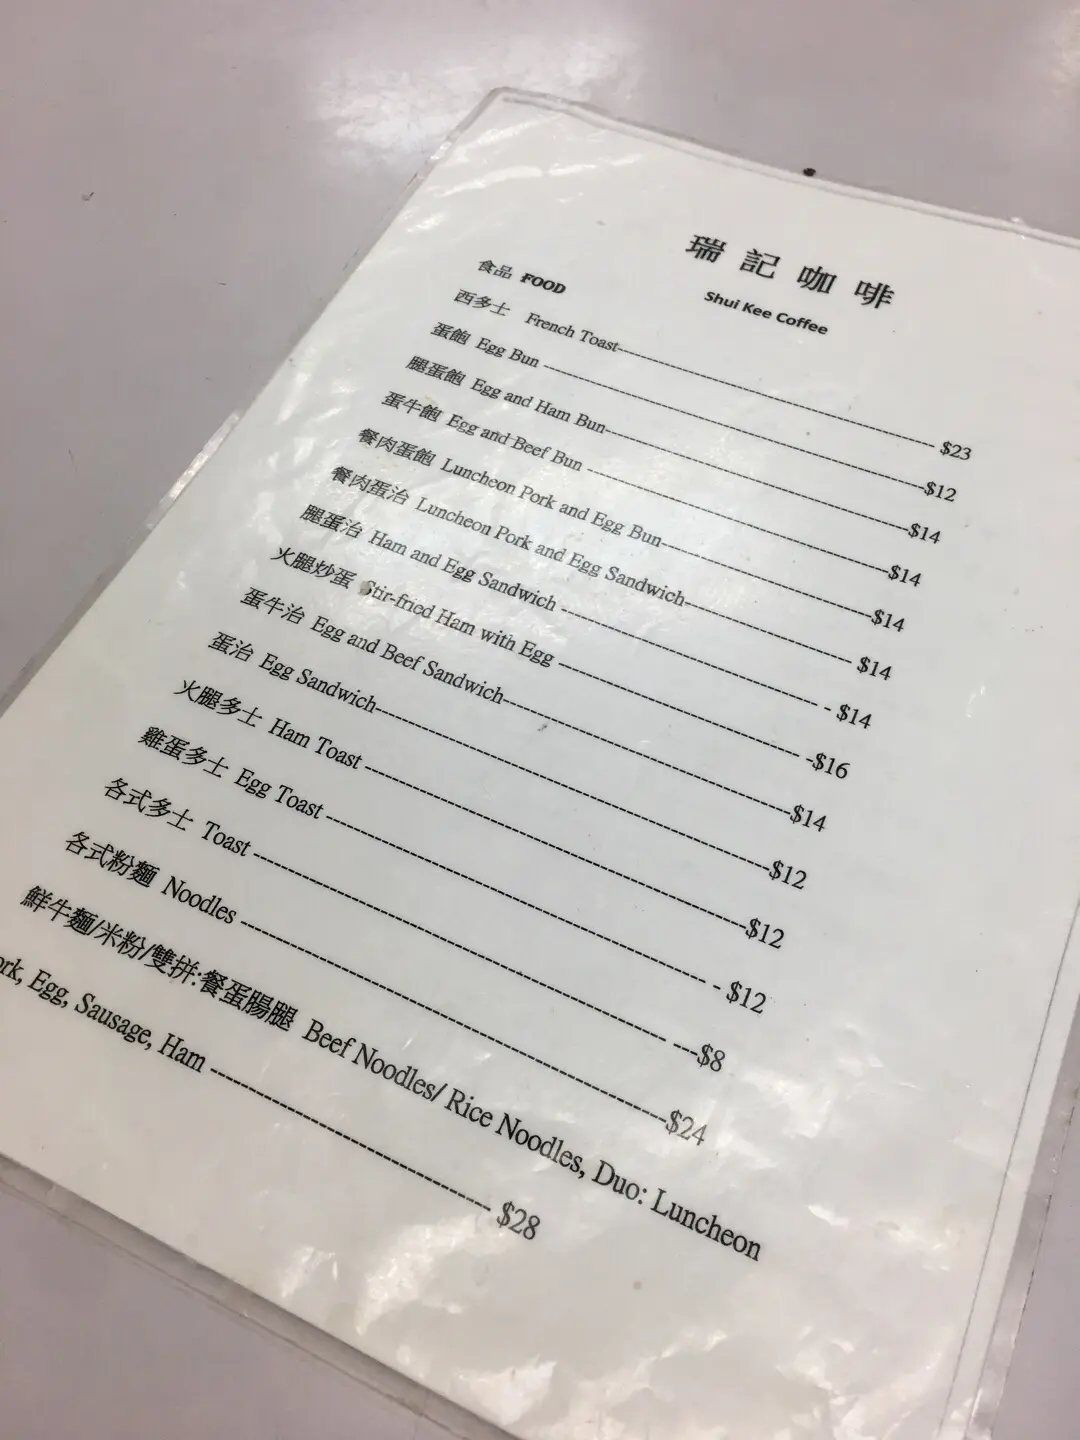 瑞記咖啡
Shui Kee Coffee
食品 FOOD
西多士 French Toast------------------------------ $23
蛋飽 Egg Bun ------------------------------$12
腿蛋飽 Egg and Ham Bun------------------------------$14
蛋牛飽 Egg and Beef Bun ------------------------------$14
餐肉蛋飽 Luncheon Pork and Egg Bun------------------------------$14
餐肉蛋治 Luncheon Pork and Egg Sandwich------------------------------$14
腿蛋治 Ham and Egg Sandwich ------------------------------ - $14
火腿炒蛋 Stir-fried Ham with Egg ------------------------------ -$16
蛋牛治 Egg and Beef Sandwich------------------------------$14
蛋治 Egg Sandwich------------------------------$12
火腿多士 Ham Toast ------------------------------$12
雞蛋多士 Egg Toast ------------------------------ - $12
各式多士 Toast ------------------------------ ---$8
各式粉麵 Noodles ------------------------------$24
鮮牛麵/米粉/雙拼:餐蛋腸腿 Beef Noodles/ Rice Noodles, Duo: Luncheon
ork, Egg, Sausage, Ham ------------------------------ $28